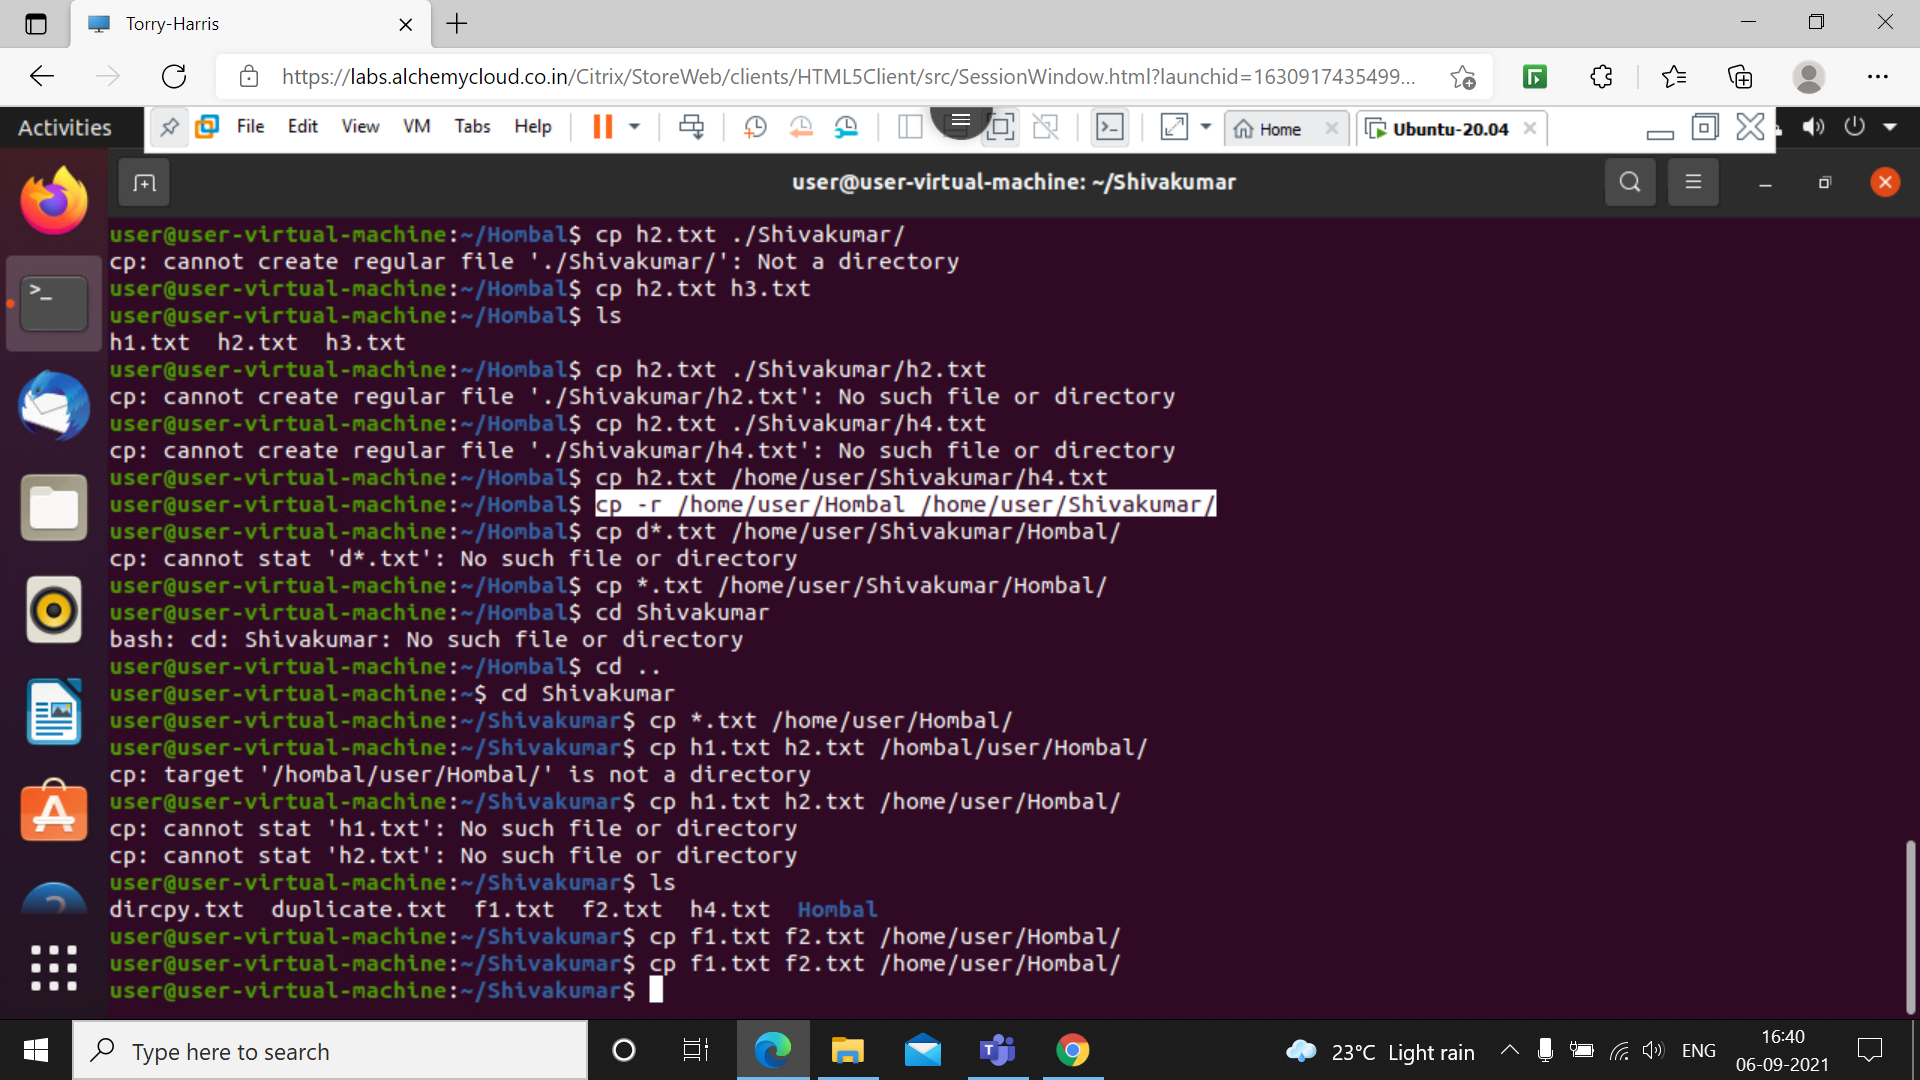 Torry-Harris
https://labs.alchemycloud.co.in/Citrix/StoreWeb/clients/HTML5Client/src/SessionWindow.html?launchid=1630917435499...
Activities File Edit View VM Tabs Help Home Ubuntu-20.04
user@user-virtual-machine: ~/Shivakumar
user@user-virtual-machine:~/Hombal$ cp h2.txt ./Shivakumar/
cp: cannot create regular file './Shivakumar/': Not a directory
user@user-virtual-machine:~/Hombal$ cp h2.txt h3.txt
user@user-virtual-machine:~/Hombal$ ls
h1.txt  h2.txt  h3.txt
user@user-virtual-machine:~/Hombal$ cp h2.txt ./Shivakumar/h2.txt
cp: cannot create regular file './Shivakumar/h2.txt': No such file or directory
user@user-virtual-machine:~/Hombal$ cp h2.txt ./Shivakumar/h4.txt
cp: cannot create regular file './Shivakumar/h4.txt': No such file or directory
user@user-virtual-machine:~/Hombal$ cp h2.txt /home/user/Shivakumar/h4.txt
user@user-virtual-machine:~/Hombal$ cp -r /home/user/Hombal /home/user/Shivakumar/
user@user-virtual-machine:~/Hombal$ cp d*.txt /home/user/Shivakumar/Hombal/
cp: cannot stat 'd*.txt': No such file or directory
user@user-virtual-machine:~/Hombal$ cp *.txt /home/user/Shivakumar/Hombal/
user@user-virtual-machine:~/Hombal$ cd Shivakumar
bash: cd: Shivakumar: No such file or directory
user@user-virtual-machine:~/Hombal$ cd ..
user@user-virtual-machine:~$ cd Shivakumar
user@user-virtual-machine:~/Shivakumar$ cp *.txt /home/user/Hombal/
user@user-virtual-machine:~/Shivakumar$ cp h1.txt h2.txt /hombal/user/Hombal/
cp: target '/hombal/user/Hombal/' is not a directory
user@user-virtual-machine:~/Shivakumar$ cp h1.txt h2.txt /home/user/Hombal/
cp: cannot stat 'h1.txt': No such file or directory
cp: cannot stat 'h2.txt': No such file or directory
user@user-virtual-machine:~/Shivakumar$ ls
dircpy.txt  duplicate.txt  f1.txt  f2.txt  h4.txt  Hombal
user@user-virtual-machine:~/Shivakumar$ cp f1.txt f2.txt /home/user/Hombal/
user@user-virtual-machine:~/Shivakumar$ cp f1.txt f2.txt /home/user/Hombal/
user@user-virtual-machine:~/Shivakumar$
Type here to search
23°C Light rain
ENG
16:40
06-09-2021